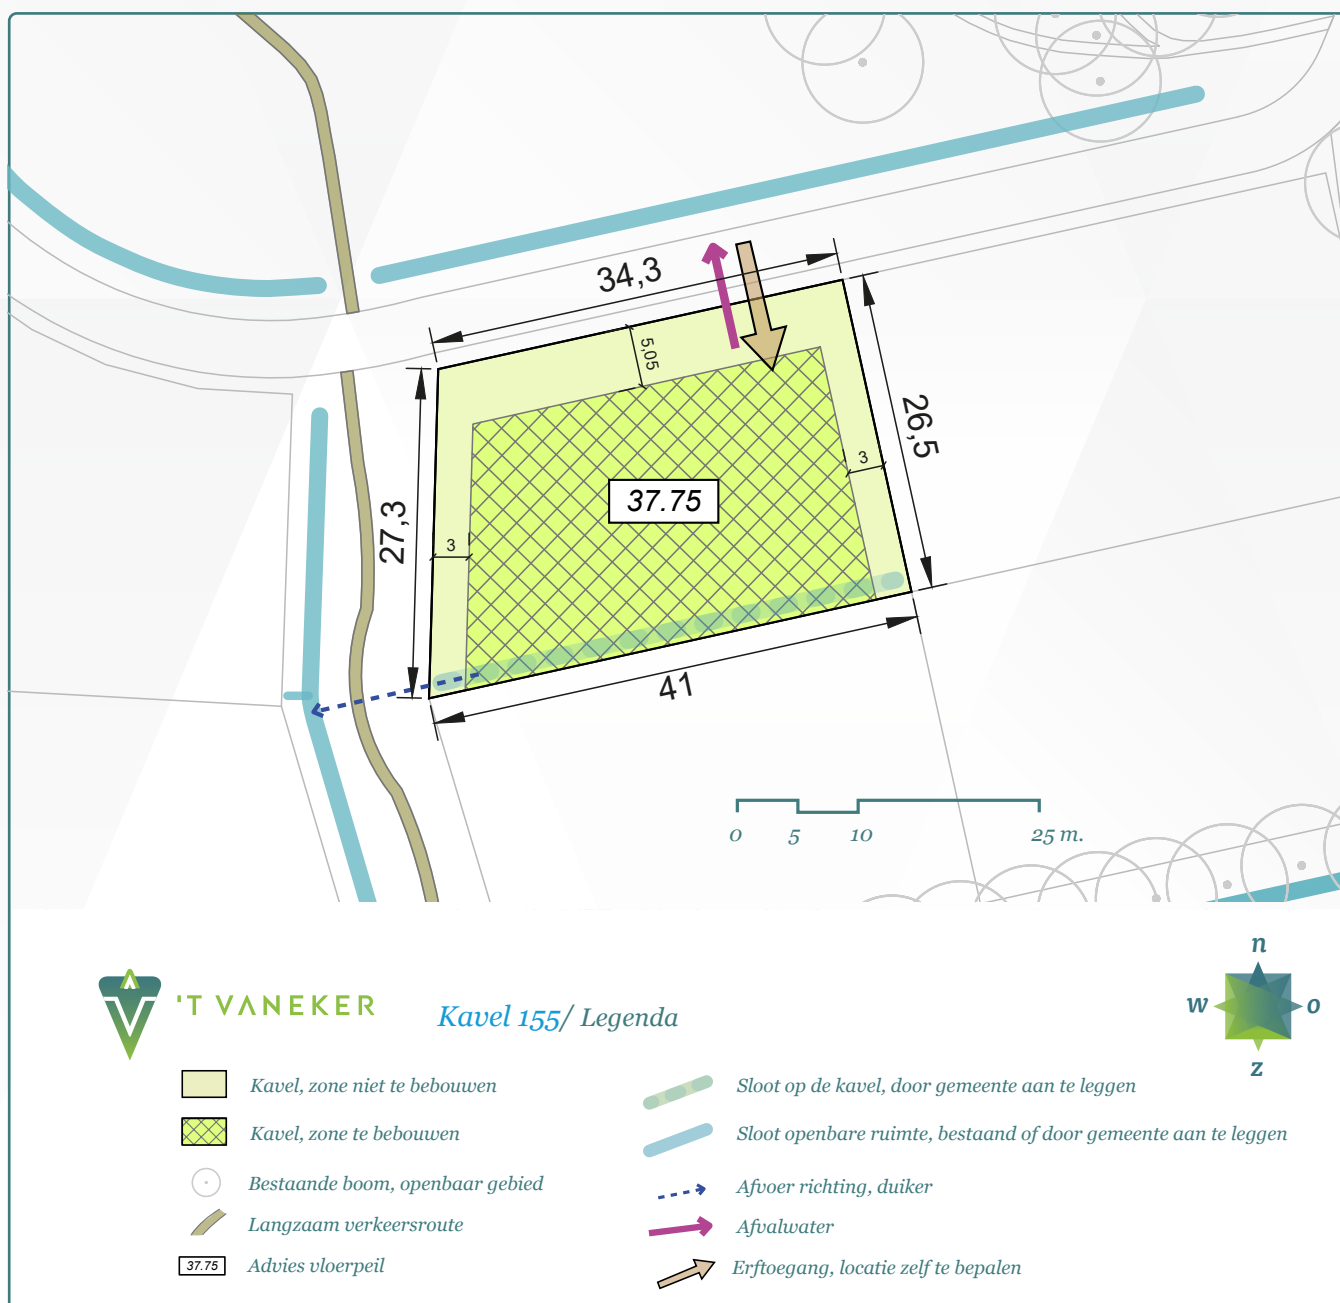 34,3
5,05
26,5
3
37.75
27,3
3
41
0 5 10 25 m.
n
w o
z
'T VANEKER
Kavel 155/ Legenda
Kavel, zone niet te bebouwen
Kavel, zone te bebouwen
Bestaande boom, openbaar gebied
Langzaam verkeersroute
37.75 Advies vloerpeil
Sloot op de kavel, door gemeente aan te leggen
Sloot openbare ruimte, bestaand of door gemeente aan te leggen
Afvoer richting, duiker
Afvalwater
Erftoegang, locatie zelf te bepalen